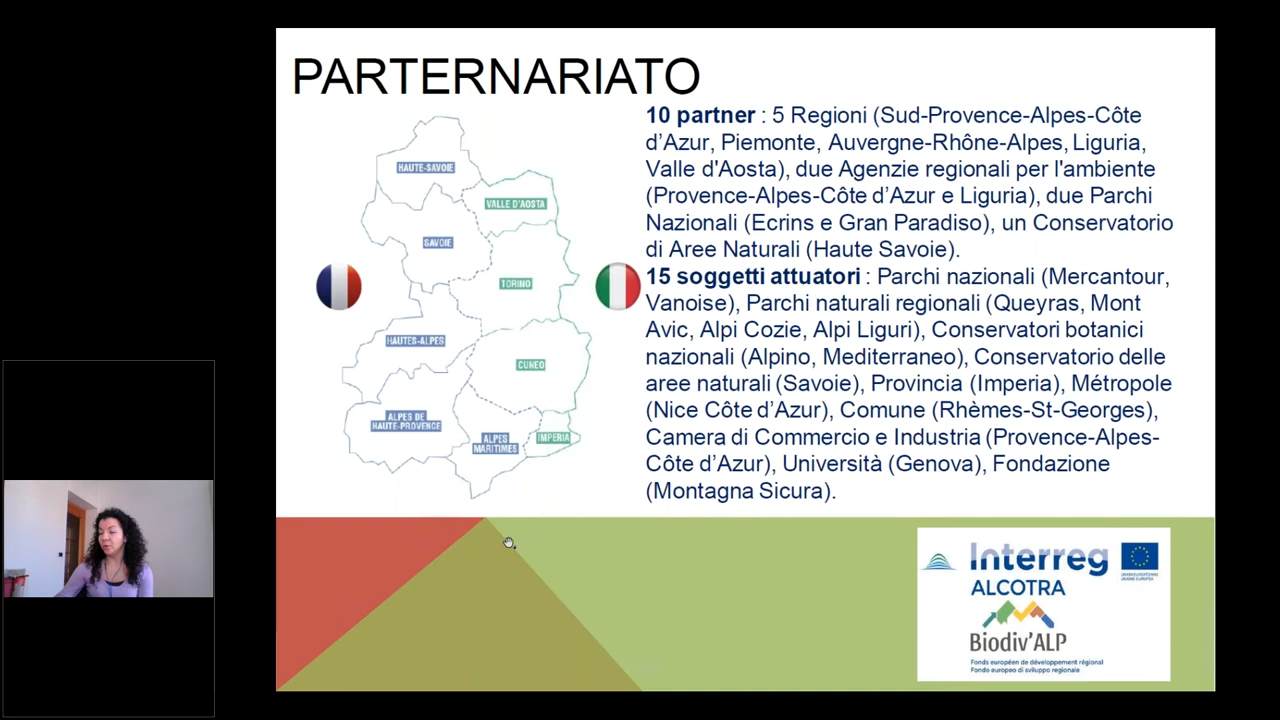 PARTERNARIATO
HAUTE-SAVOIE
VALLE D'AOSTA
SAVOIE
TORINO
HAUTES-ALPES
CUNEO
ALPES DE
HAUTE-PROVENCE
ALPES
MARITIMES
IMPERIA
10 partner : 5 Regioni (Sud-Provence-Alpes-Côte
d’Azur, Piemonte, Auvergne-Rhône-Alpes, Liguria,
Valle d'Aosta), due Agenzie regionali per l'ambiente
(Provence-Alpes-Côte d’Azur e Liguria), due Parchi
Nazionali (Ecrins e Gran Paradiso), un Conservatorio
di Aree Naturali (Haute Savoie).
15 soggetti attuatori : Parchi nazionali (Mercantour,
Vanoise), Parchi naturali regionali (Queyras, Mont
Avic, Alpi Cozie, Alpi Liguri), Conservatori botanici
nazionali (Alpino, Mediterraneo), Conservatorio delle
aree naturali (Savoie), Provincia (Imperia), Métropole
(Nice Côte d’Azur), Comune (Rhèmes-St-Georges),
Camera di Commercio e Industria (Provence-Alpes-
Côte d’Azur), Università (Genova), Fondazione
(Montagna Sicura).
Interreg
ALCOTRA
Biodiv’ALP
Fonds européen de développement régional
Fondo europeo di sviluppo regionale